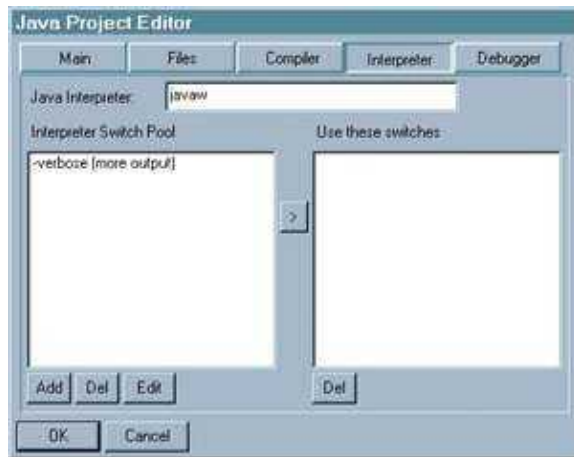 Java Project Editor
Main Files Compiler Interpreter Debugger
Java Interpreter: javaw
Interpreter Switch Pool Use these switches
-verbose (more output)
>
Add Del Edit Del
OK Cancel